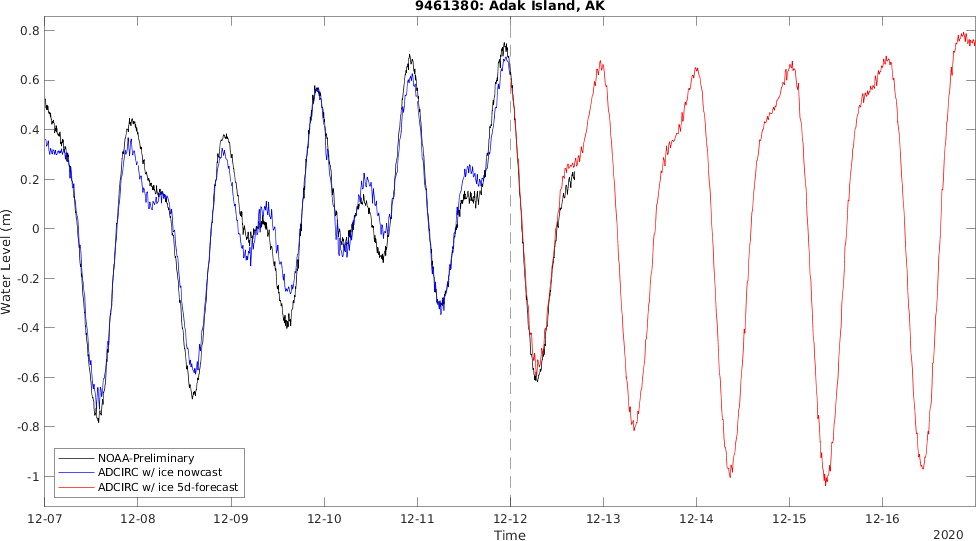 9461380: Adak Island, AK
Water Level (m)
0.8
0.6
0.4
0.2
0
-0.2
-0.4
-0.6
-0.8
-1
NOAA-Preliminary
ADCIRC w/ ice nowcast
ADCIRC w/ ice 5d-forecast
12-07 12-08 12-09 12-10 12-11 12-12 12-13 12-14 12-15 12-16
Time
2020